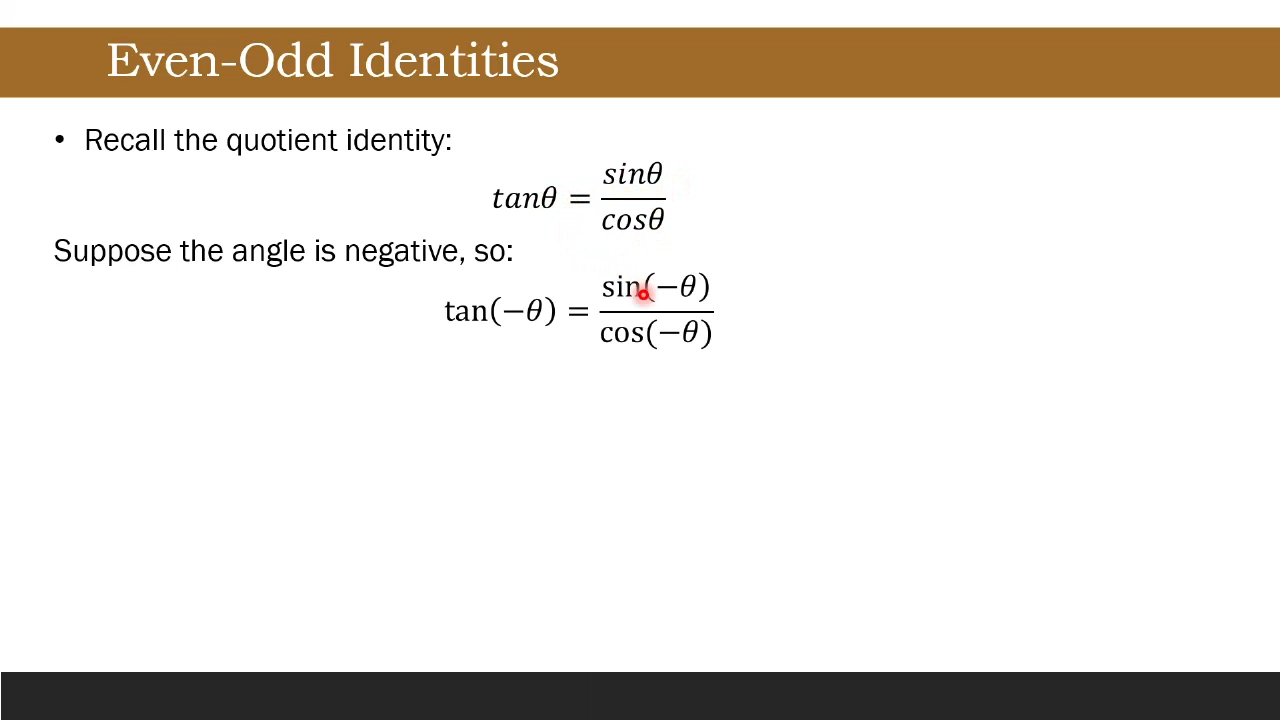 Even-Odd Identities
• Recall the quotient identity:
tanθ = sinθ/cosθ
Suppose the angle is negative, so:
tan(−θ) = sin(−θ)/cos(−θ)